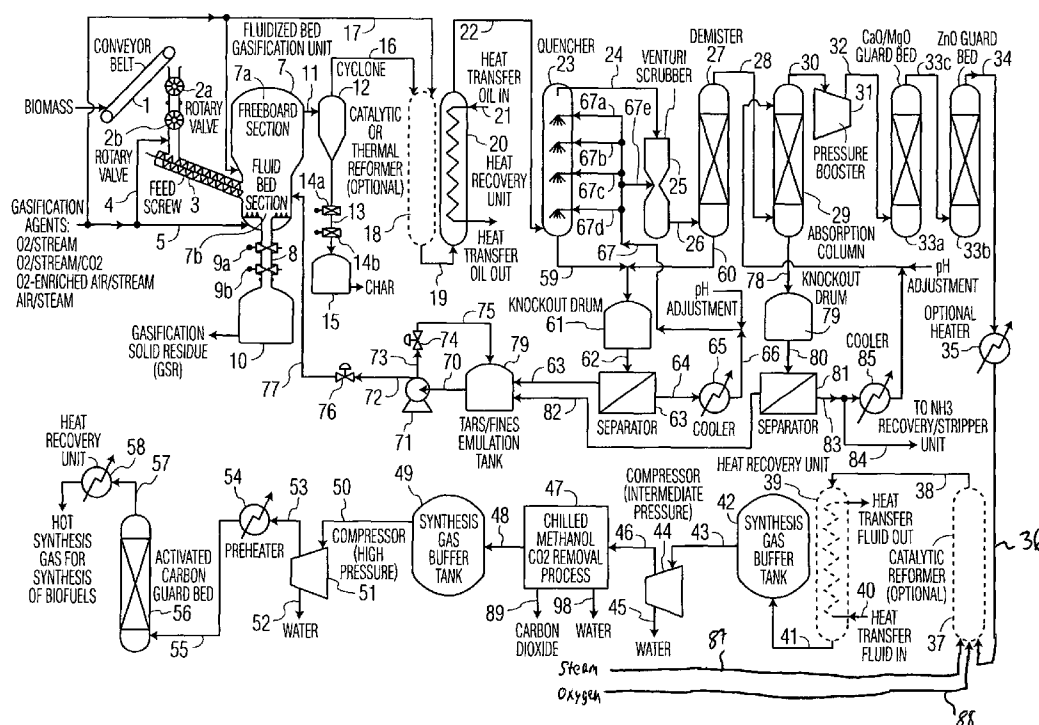 17
22
CaO/MgO
GUARD BED
5
CONVEYOR
BELT
FLUIDIZED BED
GASIFICATION UNIT
7a
7
11
16
CYCLONE
12
QUENCHER
23
24
VENTURI
SCRUBBER
DEMISTER
27
28
30
32
33c
ZnO GUARD
BED
34
33c
BIOMASS
1
2a
ROTARY
VALVE
2b
ROTARY
VALVE
FREEBOARD
SECTION
FLUID
BED
SECTION
CATALYTIC
OR
THERMAL
REFORMER
(OPTIONAL)
HEAT
TRANSFER
OIL IN
21
20
HEAT RECOVERY
UNIT
67a
67e
67b
67c
67d
25
31
PRESSURE
BOOSTER
4
FEED
SCREW
3
14a
13
14b
18
HEAT
TRANSFER
OIL OUT
67
26
29
ABSORPTION
COLUMN
33a
33b
GASIFICATION
AGENTS:
O2/STREAM
O2/STREAM/CO2
O2-ENRICHED AIR/STREAM
AIR/STEAM
5
7b
8
9a
9b
15
CHAR
19
59
60
78
pH
ADJUSTMENT
pH
ADJUSTMENT
KNOCKOUT DRUM
61
KNOCKOUT
DRUM
79
OPTIONAL
HEATER
35
GASIFICATION
SOLID RESIDUE
(GSR)
10
77
75
74
73
79
70
72
76
71
TARS/FINES
EMULATION
TANK
62
63
63
SEPARATOR
64
65
COOLER
66
82
80
81
SEPARATOR
83
COOLER
85
TO NH3
RECOVERY/STRIPPER
UNIT
84
HEAT
RECOVERY
UNIT
58
57
HOT
SYNTHESIS
GAS FOR
SYNTHESIS
OF BIOFUELS
54
53
PREHEATER
50
COMPRESSOR
(HIGH
PRESSURE)
51
52
WATER
49
SYNTHESIS
GAS
BUFFER
TANK
48
47
CHILLED
METHANOL
CO2 REMOVAL
PROCESS
89
CARBON
DIOXIDE
98
WATER
COMPRESSOR
(INTERMEDIATE
PRESSURE)
46
44
43
45
WATER
42
SYNTHESIS
GAS
BUFFER
TANK
HEAT RECOVERY UNIT
39
HEAT
TRANSFER
FLUID OUT
38
CATALYTIC
REFORMER
(OPTIONAL)
40
HEAT
TRANSFER
FLUID IN
41
37
36
ACTIVATED
CARBON
GUARD BED
56
55
Steam
87
Oxygen
88